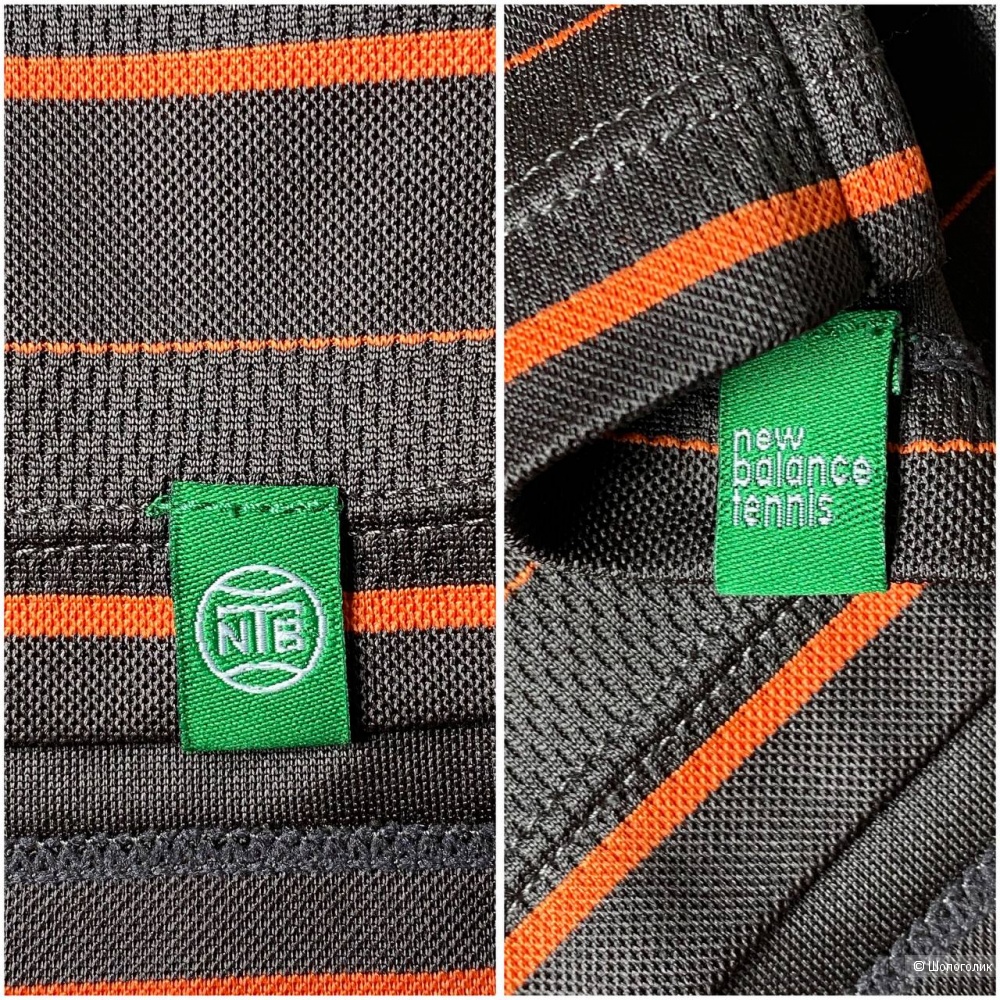 NTB
new
balance
tennis
© Шопоголик